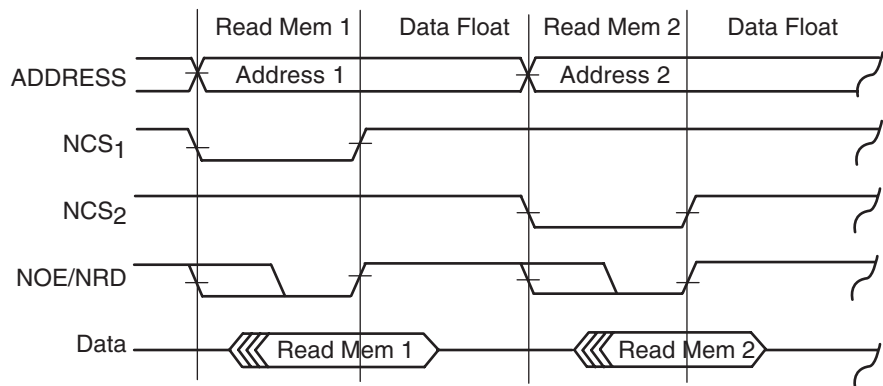 Read Mem 1 Data Float Read Mem 2 Data Float
ADDRESS Address 1 Address 2
NCS1
NCS2
NOE/NRD
Data Read Mem 1 Read Mem 2